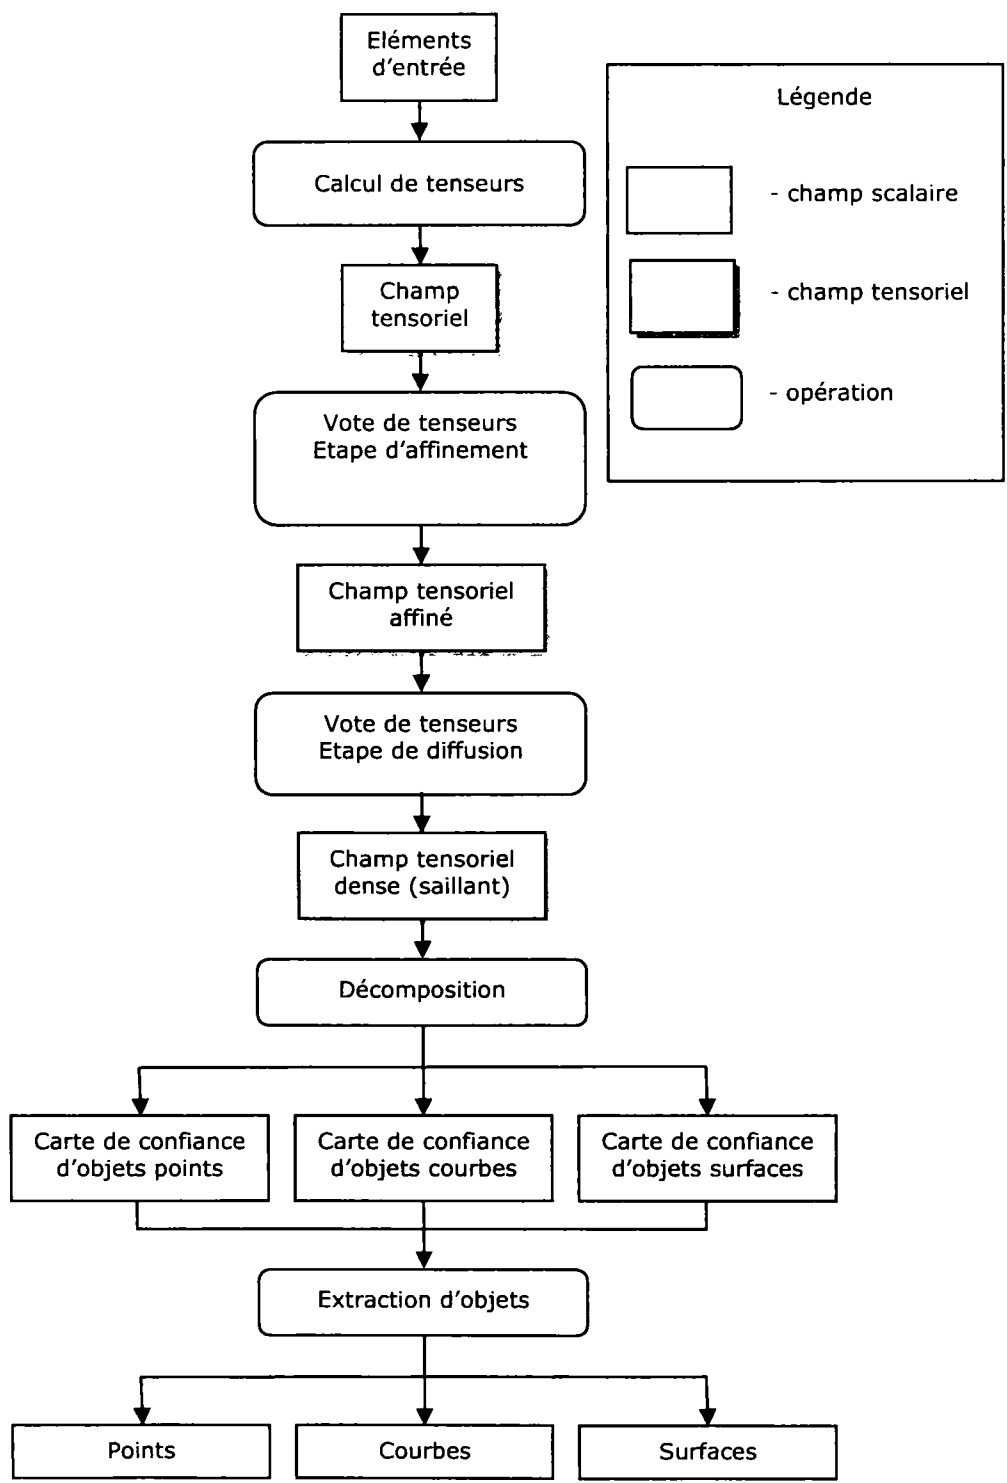 Eléments
d'entrée
Calcul de tenseurs
Champ
tensoriel
Vote de tenseurs
Etape d'affinement
Champ tensoriel
affiné
Vote de tenseurs
Etape de diffusion
Champ tensoriel
dense (saillant)
Décomposition
Carte de confiance
d'objets points
Carte de confiance
d'objets courbes
Carte de confiance
d'objets surfaces
Extraction d'objets
Points
Courbes
Surfaces
Légende
- champ scalaire
- champ tensoriel
- opération